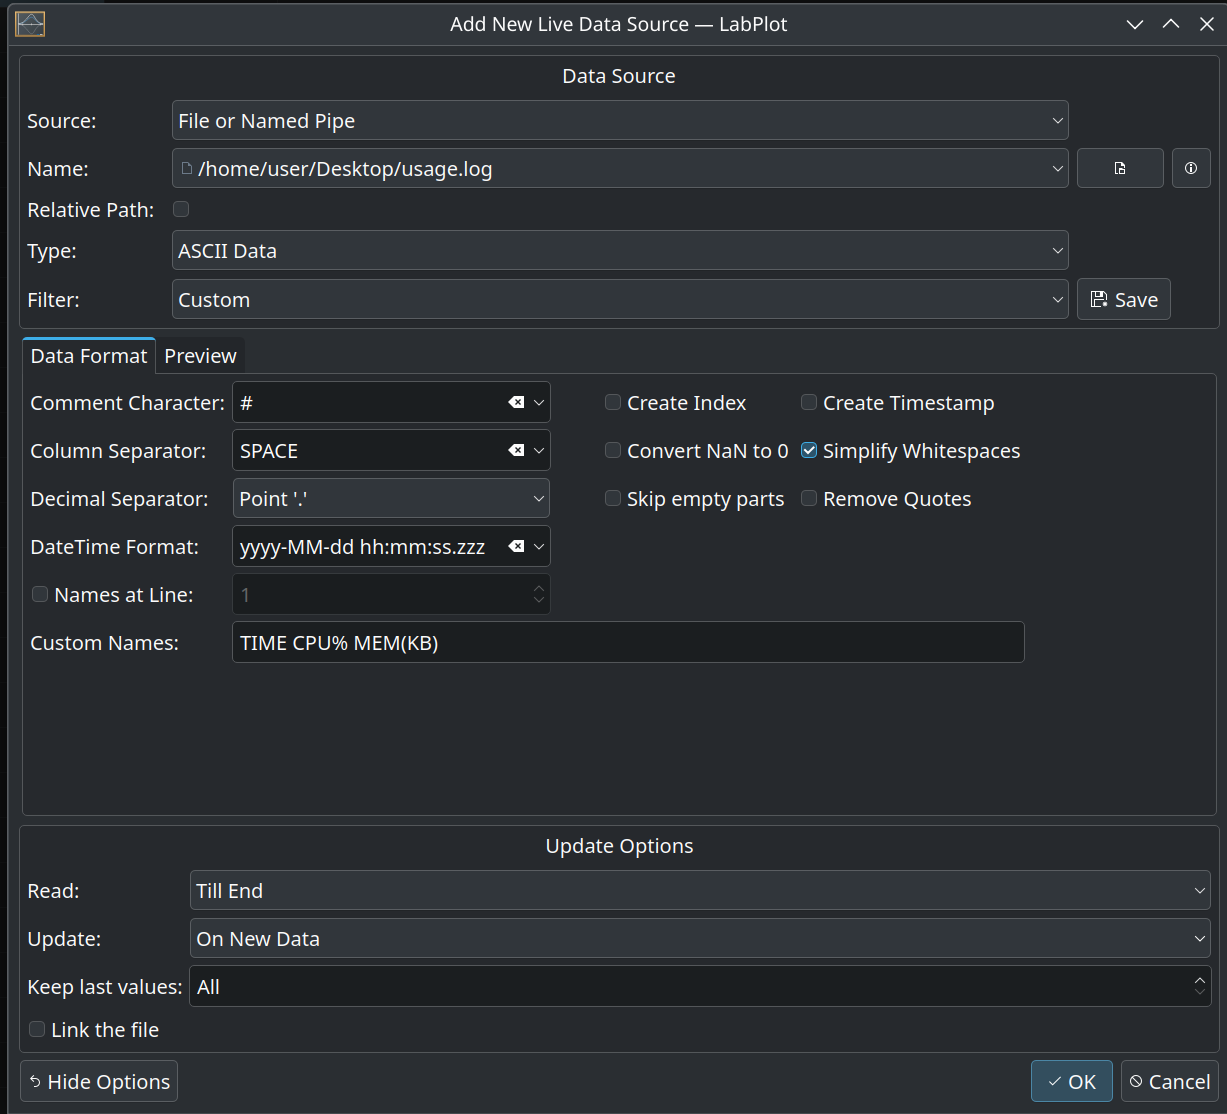 Add New Live Data Source — LabPlot
Data Source
Source: File or Named Pipe
Name: /home/user/Desktop/usage.log
Relative Path:
Type: ASCII Data
Filter: Custom Save
Data Format Preview
Comment Character: # Create Index Create Timestamp
Column Separator: SPACE Convert NaN to 0 Simplify Whitespaces
Decimal Separator: Point '.' Skip empty parts Remove Quotes
DateTime Format: yyyy-MM-dd hh:mm:ss.zzz
Names at Line: 1
Custom Names: TIME CPU% MEM(KB)
Update Options
Read: Till End
Update: On New Data
Keep last values: All
Link the file
Hide Options OK Cancel